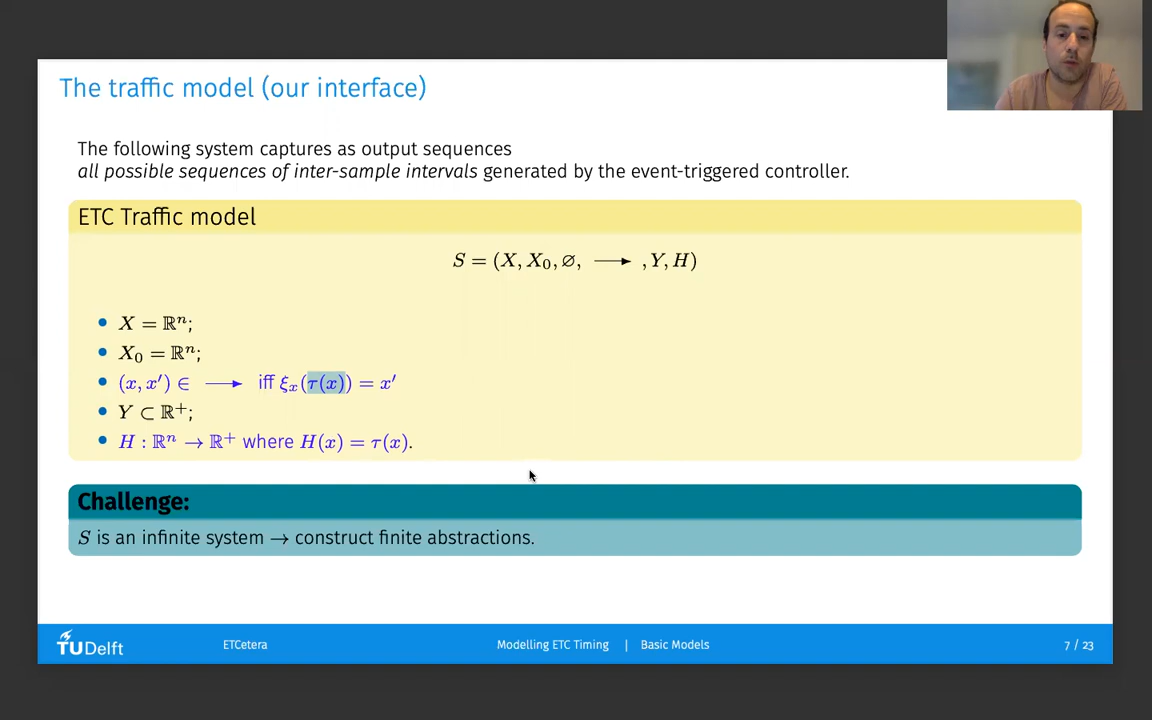 The traffic model (our interface)
The following system captures as output sequences
all possible sequences of inter-sample intervals generated by the event-triggered controller.
ETC Traffic model
S = (X, X₀, ∅, ⟶ , Y, H)
• X = ℝⁿ;
• X₀ = ℝⁿ;
• (x, x′) ∈ ⟶ iff ξₓ(τ(x)) = x′
• Y ⊂ ℝ⁺;
• H : ℝⁿ → ℝ⁺ where H(x) = τ(x).
Challenge:
S is an infinite system → construct finite abstractions.
TUDelft ETCetera Modelling ETC Timing | Basic Models 7 / 23